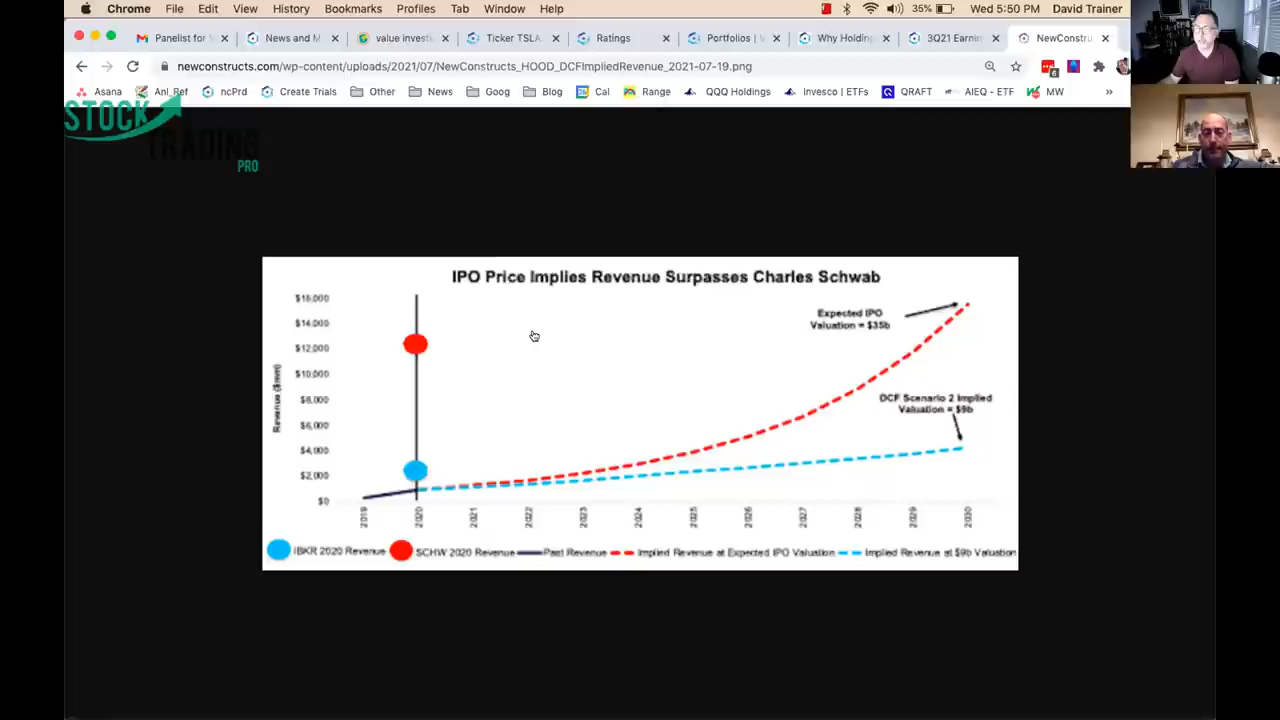 Chrome File Edit View History Bookmarks Profiles Tab Window Help 35% Wed 5:50 PM David Trainer
Panelist for News and M value investi Ticker TSLA Ratings Portfolios | Why Holding 3Q21 Earnin NewConstru
newconstructs.com/wp-content/uploads/2021/07/NewConstructs_HOOD_DCFImpliedRevenue_2021-07-19.png 6
Asana Anl_Ref ncPrd Create Trials Other News Goog Blog Cal Range QQQ Holdings Invesco | ETFs QRAFT AIEQ - ETF MW »
STOCK
TRADING
PRO
IPO Price Implies Revenue Surpasses Charles Schwab
Revenue ($mm)
$16,000
$14,000
$12,000
$10,000
$8,000
$6,000
$4,000
$2,000
$0
Expected IPO
Valuation = $35b
DCF Scenario 2 Implied
Valuation = $9b
2019 2020 2021 2022 2023 2024 2025 2026 2027 2028 2029 2030
IBKR 2020 Revenue SCHW 2020 Revenue Past Revenue Implied Revenue at Expected IPO Valuation Implied Revenue at $9b Valuation